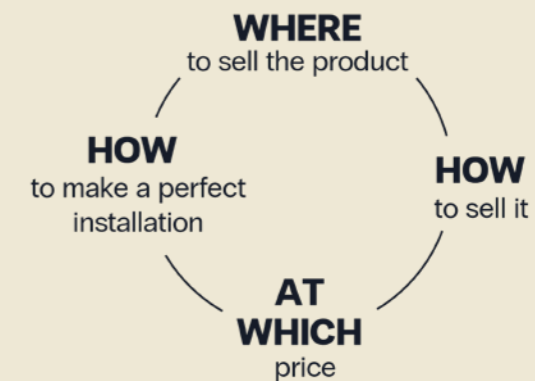 WHERE
to sell the product
HOW
to make a perfect
installation
HOW
to sell it
AT
WHICH
price